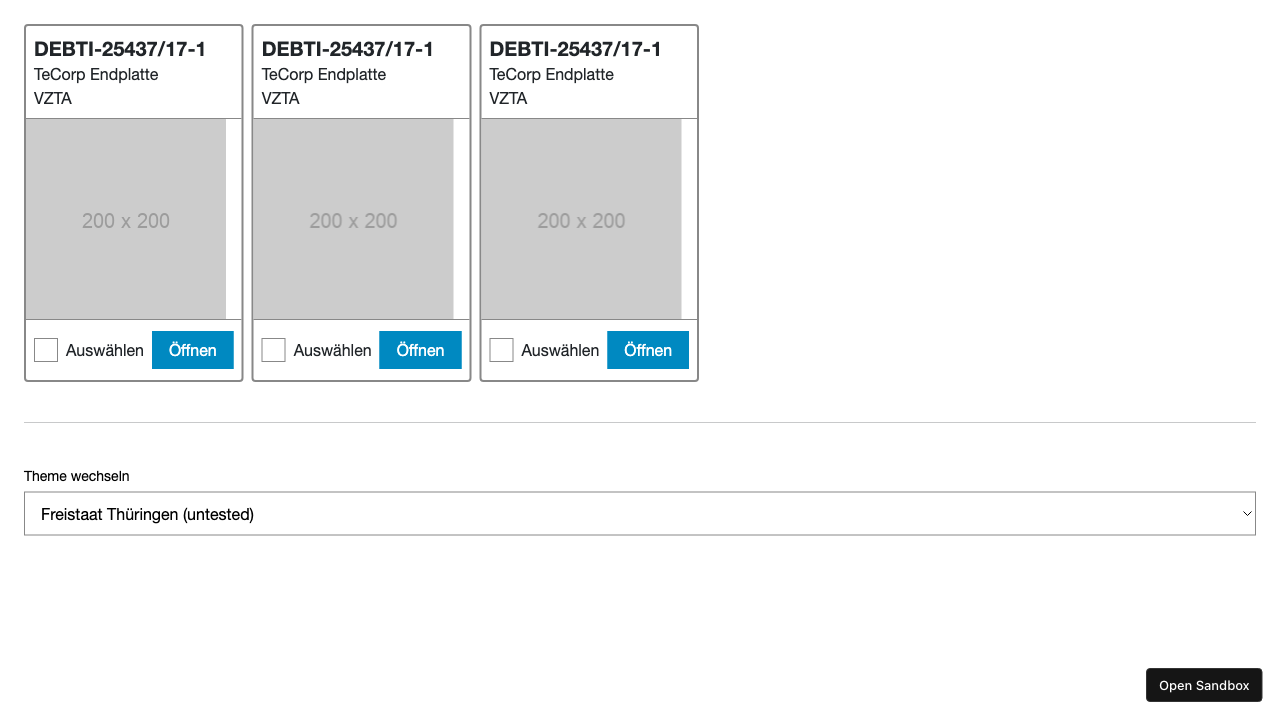 DEBTI-25437/17-1
TeCorp Endplatte
VZTA
200 x 200
Auswählen
Öffnen
DEBTI-25437/17-1
TeCorp Endplatte
VZTA
200 x 200
Auswählen
Öffnen
DEBTI-25437/17-1
TeCorp Endplatte
VZTA
200 x 200
Auswählen
Öffnen
Theme wechseln
Freistaat Thüringen (untested)
Open Sandbox